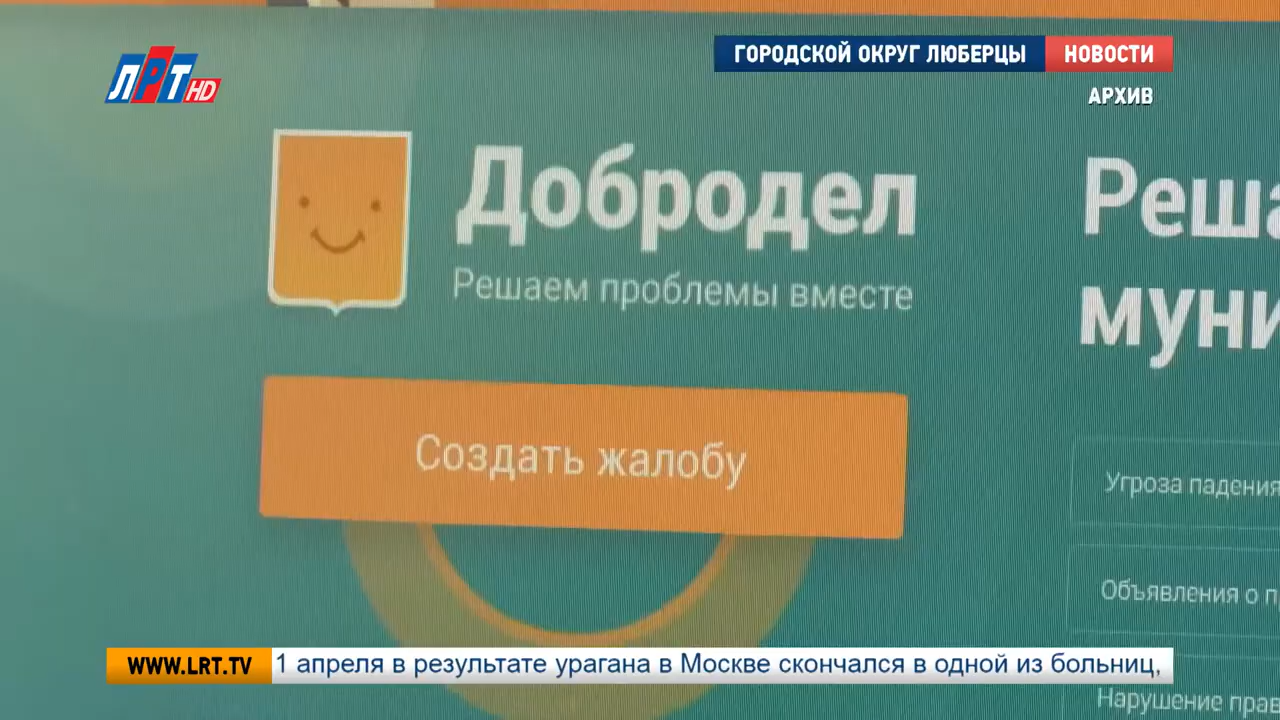 ЛРТ HD
ГОРОДСКОЙ ОКРУГ ЛЮБЕРЦЫ НОВОСТИ
АРХИВ
Добродел
Решаем проблемы вместе
Создать жалобу
Реша
муни
Угроза падения
Объявления о п
Нарушение прав
WWW.LRT.TV 1 апреля в результате урагана в Москве скончался в одной из больниц,